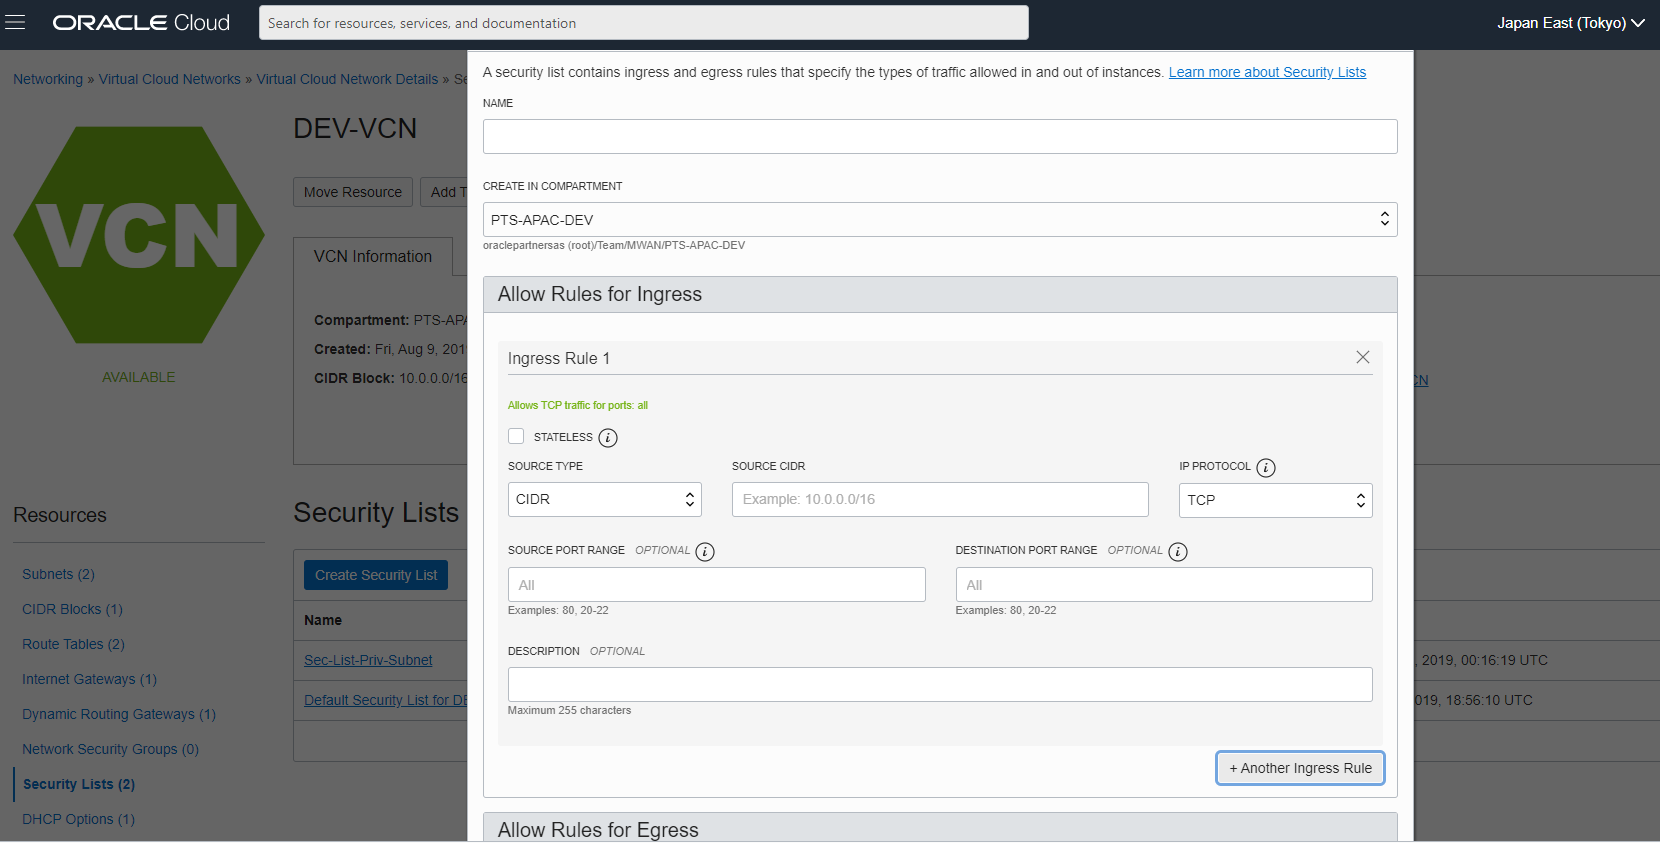 ORACLE Cloud
Search for resources, services, and documentation
Japan East (Tokyo)
Networking » Virtual Cloud Networks » Virtual Cloud Network Details »
VCN
AVAILABLE
DEV-VCN
Move Resource
Add
VCN Information
Compartment:
Created: Fri, Aug 9,
CIDR Block: 10.0.0.0/16
Resources
Subnets (2)
CIDR Blocks (1)
Route Tables (2)
Internet Gateways (1)
Dynamic Routing Gateways (1)
Network Security Groups (0)
Security Lists (2)
DHCP Options (1)
Security Lists
Create Security List
Name
Sec-List-Priv-Subnet
Default Security List for
A security list contains ingress and egress rules that specify the types of traffic allowed in and out of instances. Learn more about Security Lists
NAME
CREATE IN COMPARTMENT
PTS-APAC-DEV
oraclepartnersas (root)/Team/MWAN/PTS-APAC-DEV
Allow Rules for Ingress
Ingress Rule 1
Allows TCP traffic for ports: all
STATELESS
SOURCE TYPE
CIDR
SOURCE CIDR
Example: 10.0.0.0/16
IP PROTOCOL
TCP
SOURCE PORT RANGE OPTIONAL
All
Examples: 80, 20-22
DESTINATION PORT RANGE OPTIONAL
All
Examples: 80, 20-22
DESCRIPTION OPTIONAL
Maximum 255 characters
+ Another Ingress Rule
Allow Rules for Egress
, 2019, 00:16:19 UTC
18:56:10 UTC